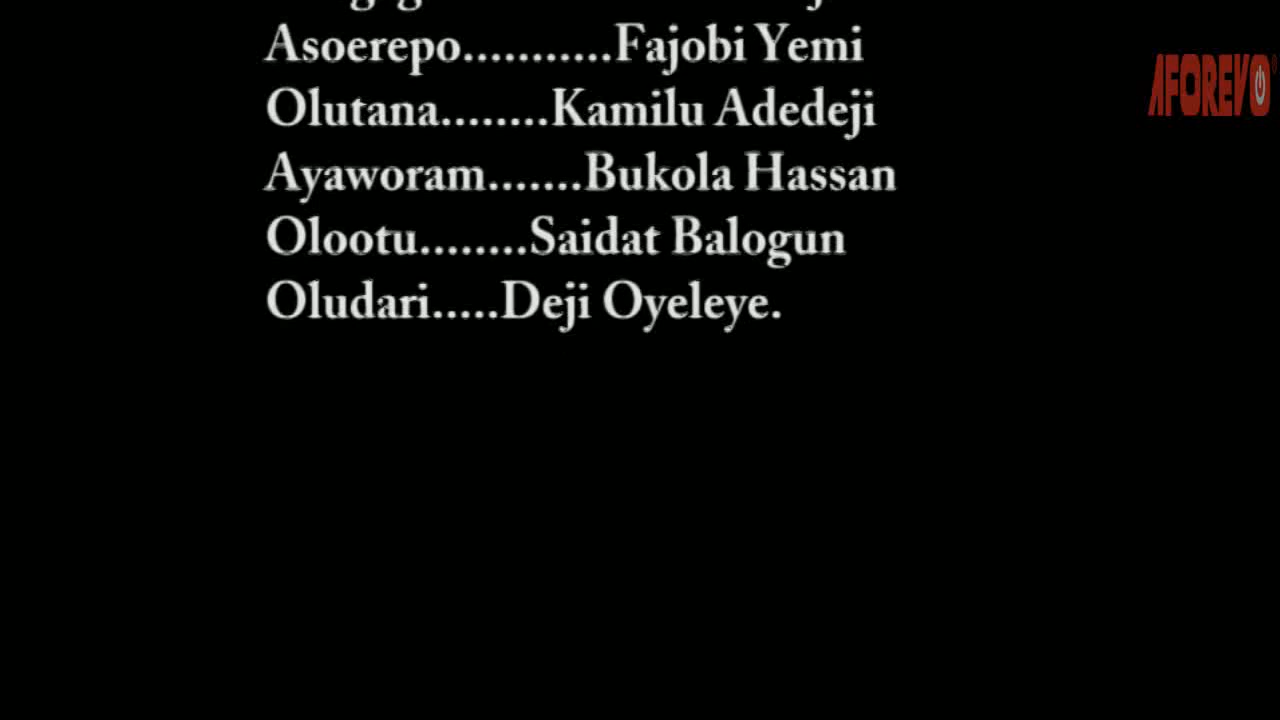 Asoerepo...........Fajobi Yemi
AFOREVO
Olutana........Kamilu Adedeji
Ayaworam.......Bukola Hassan
Olootu........Saidat Balogun
Oludari.....Deji Oyeleye.